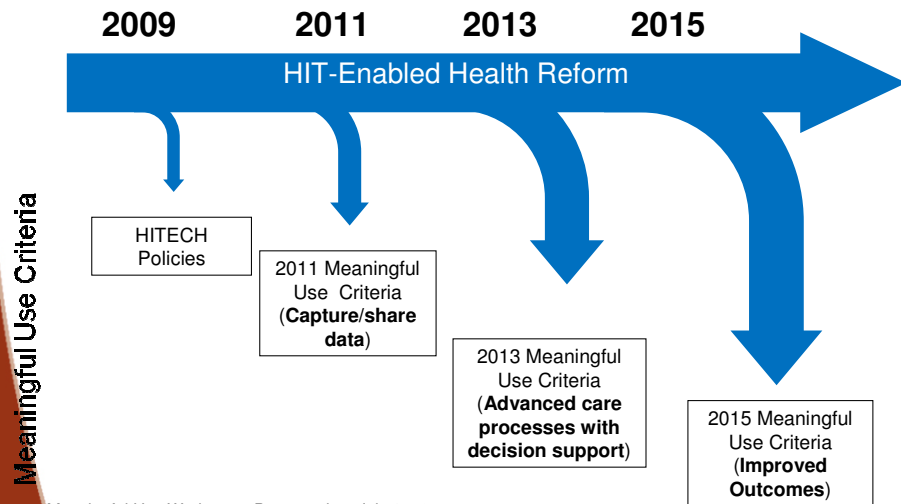 2009 2011 2013 2015
HIT-Enabled Health Reform
Meaningful Use Criteria
HITECH
Policies
2011 Meaningful
Use Criteria
(Capture/share
data)
2013 Meaningful
Use Criteria
(Advanced care
processes with
decision support)
2015 Meaningful
Use Criteria
(Improved
Outcomes)